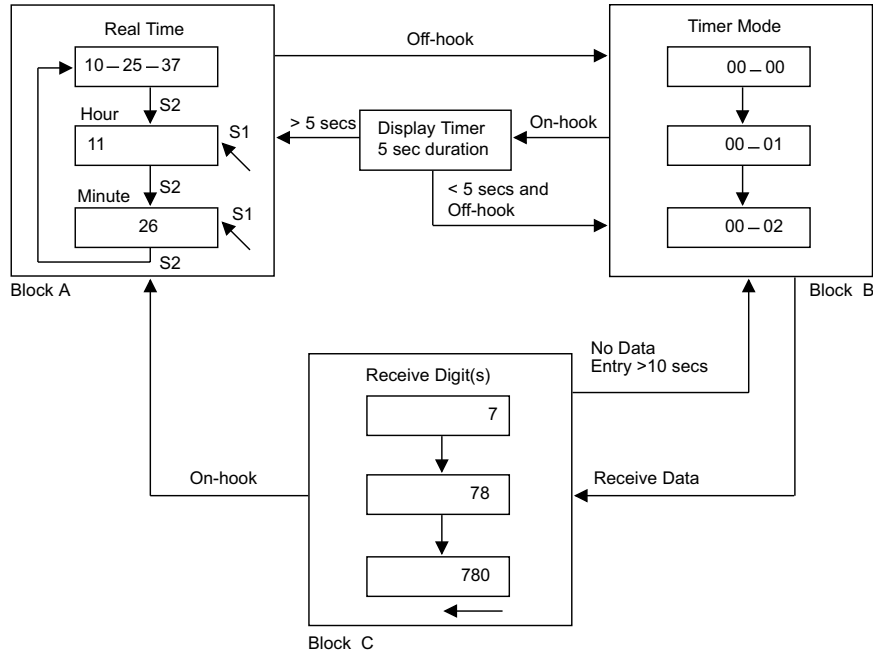 Real Time
10 – 25 – 37
S2
Hour
11
S1
S2
Minute
26
S1
S2
Block A
Off-hook
> 5 secs
Display Timer
5 sec duration
On-hook
< 5 secs and
Off-hook
Timer Mode
00 – 00
00 – 01
00 – 02
Block B
No Data
Entry >10 secs
Receive Data
On-hook
Receive Digit(s)
7
78
780
Block C